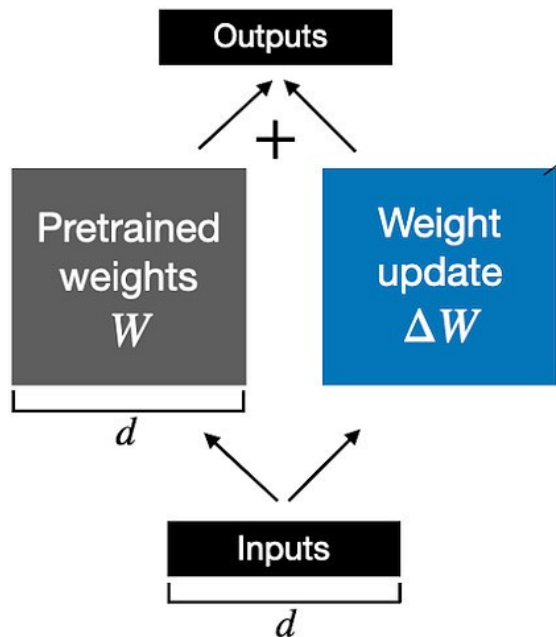 Outputs
+
Pretrained
weights
W
Weight
update
ΔW
d
Inputs
d